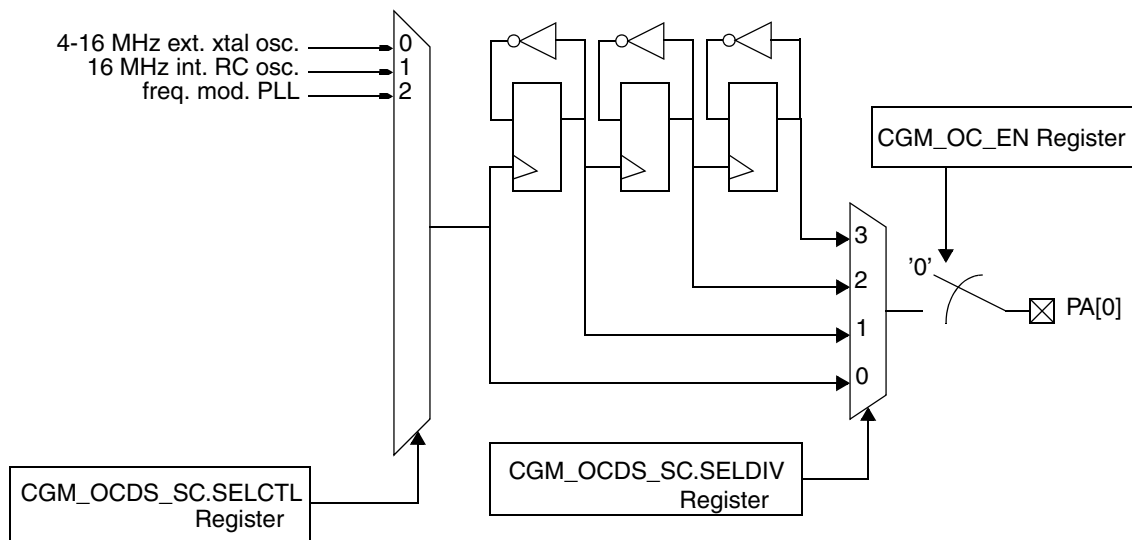 4-16 MHz ext. xtal osc.
0
16 MHz int. RC osc.
1
freq. mod. PLL
2
CGM_OC_EN Register
3
'0'
2
PA[0]
1
0
CGM_OCDS_SC.SELDIV
Register
CGM_OCDS_SC.SELCTL
Register